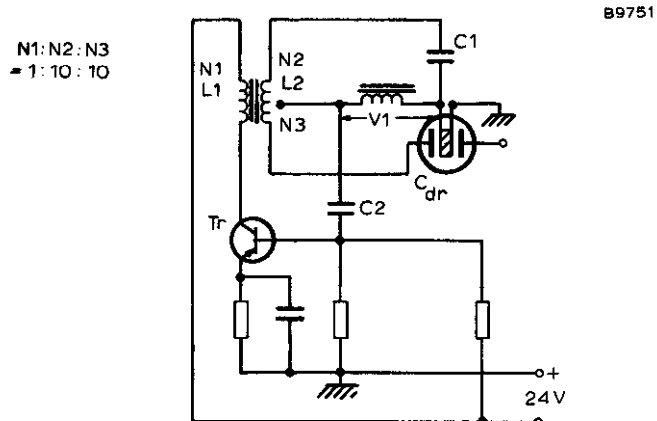 B9751
N1:N2:N3
= 1:10:10
N1
L1
N2
L2
N3
C1
V1
Cdr
C2
Tr
+
24V